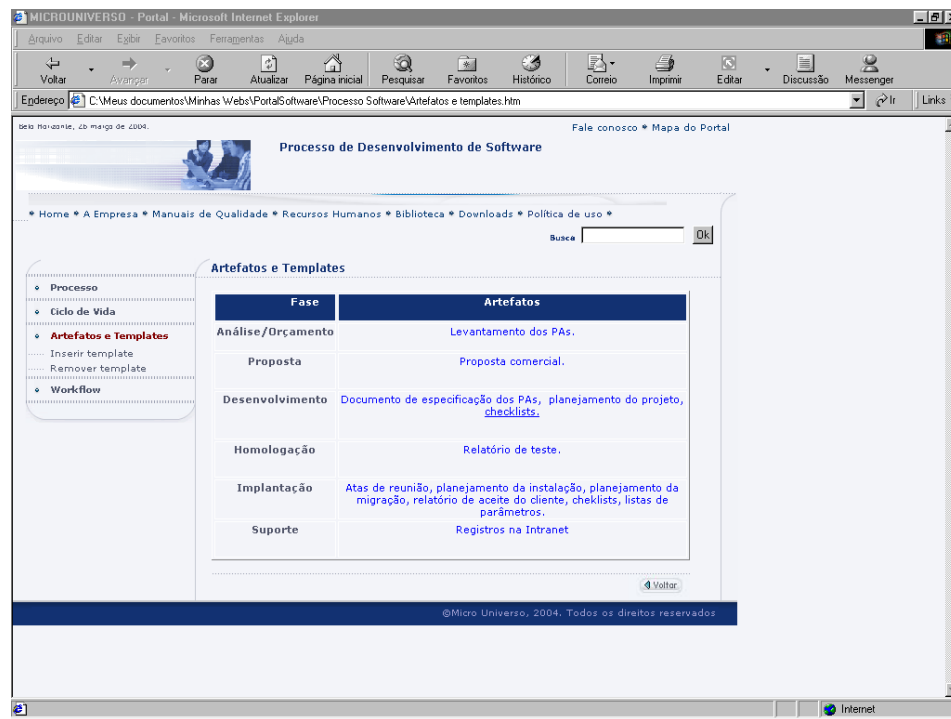 MICROUNIVERSO - Portal - Microsoft Internet Explorer
Arquivo Editar Exibir Favoritos Ferramentas Ajuda
Voltar Avançar Parar Atualizar Página inicial Pesquisar Favoritos Histórico Correio Imprimir Editar Discussão Messenger
Endereço C:\Meus documentos\Minhas Webs\PortalSoftware\Processo Software\Artefatos e templates.htm Ir Links
Belo Horizonte, 26 março de 2004.
Fale conosco * Mapa do Portal
Processo de Desenvolvimento de Software
* Home * A Empresa * Manuais de Qualidade * Recursos Humanos * Biblioteca * Downloads * Política de uso *
Busca Ok
Artefatos e Templates
Processo
Ciclo de Vida
Artefatos e Templates
Inserir template
Remover template
Workflow
Fase Artefatos
Análise/Orçamento Levantamento dos PAs.
Proposta Proposta comercial.
Desenvolvimento Documento de especificação dos PAs, planejamento do projeto,
checklists.
Homologação Relatório de teste.
Implantação Atas de reunião, planejamento da instalação, planejamento da
migração, relatório de aceite do cliente, cheklists, listas de
parâmetros.
Suporte Registros na Intranet
Voltar
©Micro Universo, 2004. Todos os direitos reservados
Internet